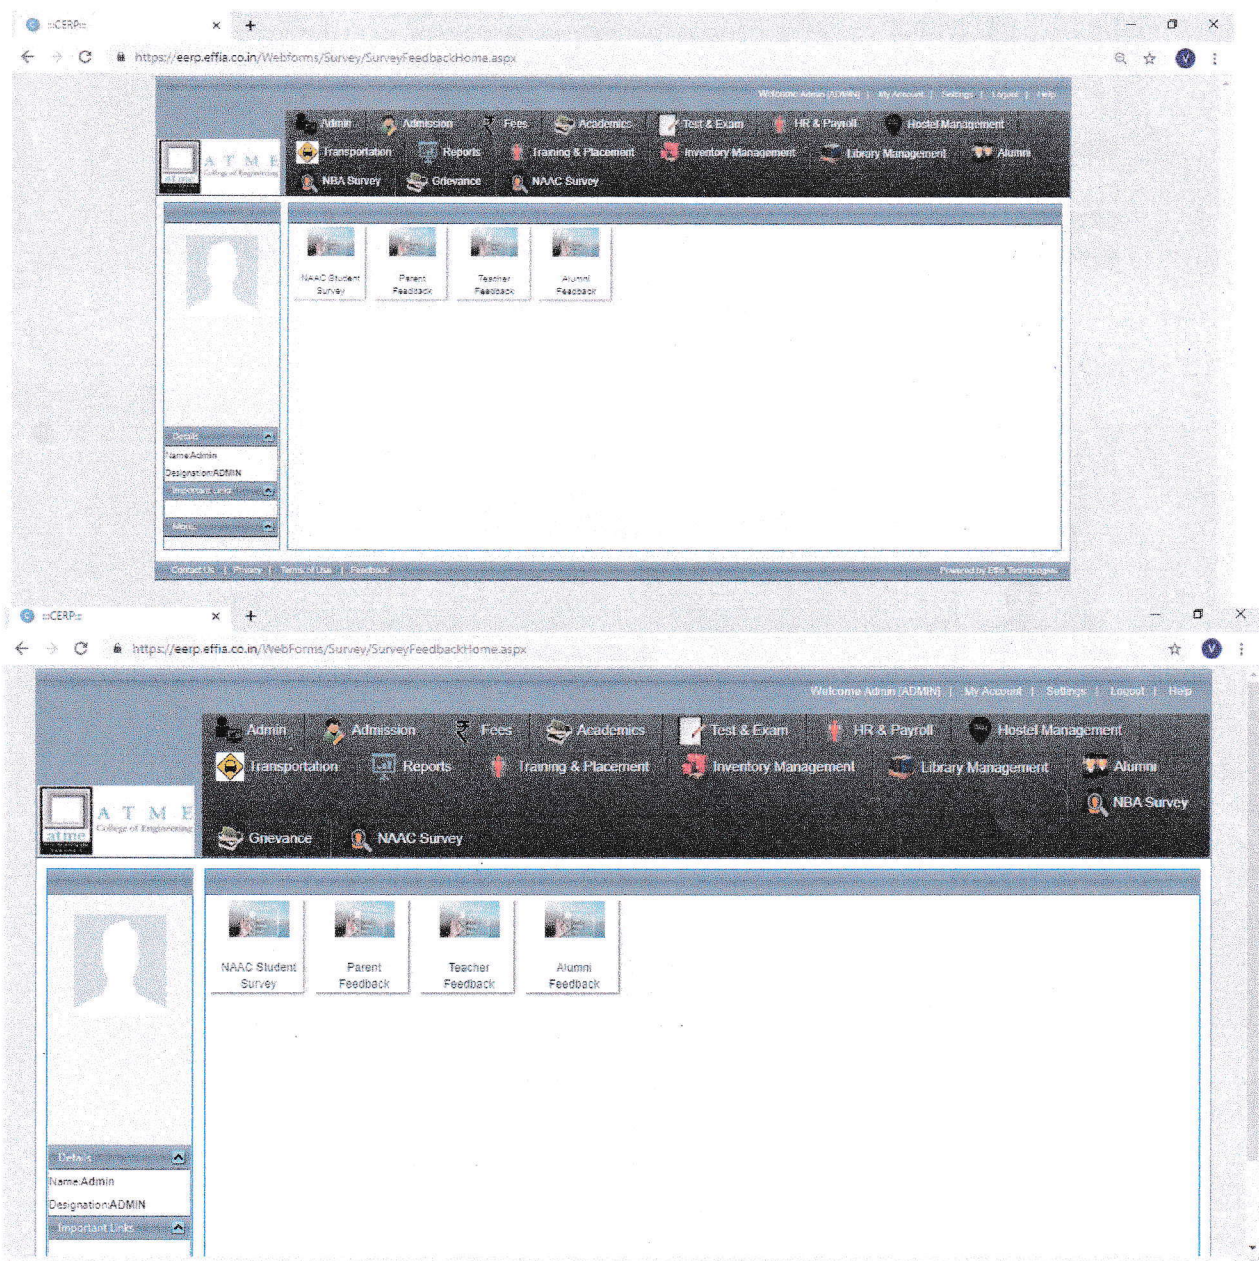 :::CERP:::
https://eerp.effia.co.in/Webforms/Survey/SurveyFeedbackHome.aspx
V
Welcome Admin [ADMIN] | My Account | Settings | Logout | Help
Admin Admission Fees Academics Test & Exam HR & Payroll Hostel Management
Transportation Reports Training & Placement Inventory Management Library Management Alumni
NBA Survey Grievance NAAC Survey
atme
A T M E
College of Engineering
NAAC Student Survey
Parent Feedback
Teacher Feedback
Alumni Feedback
Details
Name:Admin
Designation:ADMIN
Important Links
More..
Contact Us | Privacy | Terms of Use | Feedback
Powered by Effia Technologies
:::CERP:::
https://eerp.effia.co.in/WebForms/Survey/SurveyFeedbackHome.aspx
V
Welcome Admin [ADMIN] | My Account | Settings | Logout | Help
Admin Admission Fees Academics Test & Exam HR & Payroll Hostel Management
Transportation Reports Training & Placement Inventory Management Library Management Alumni
NBA Survey
Grievance NAAC Survey
atme
A T M E
College of Engineering
NAAC Student Survey
Parent Feedback
Teacher Feedback
Alumni Feedback
Details
Name:Admin
Designation:ADMIN
Important Links